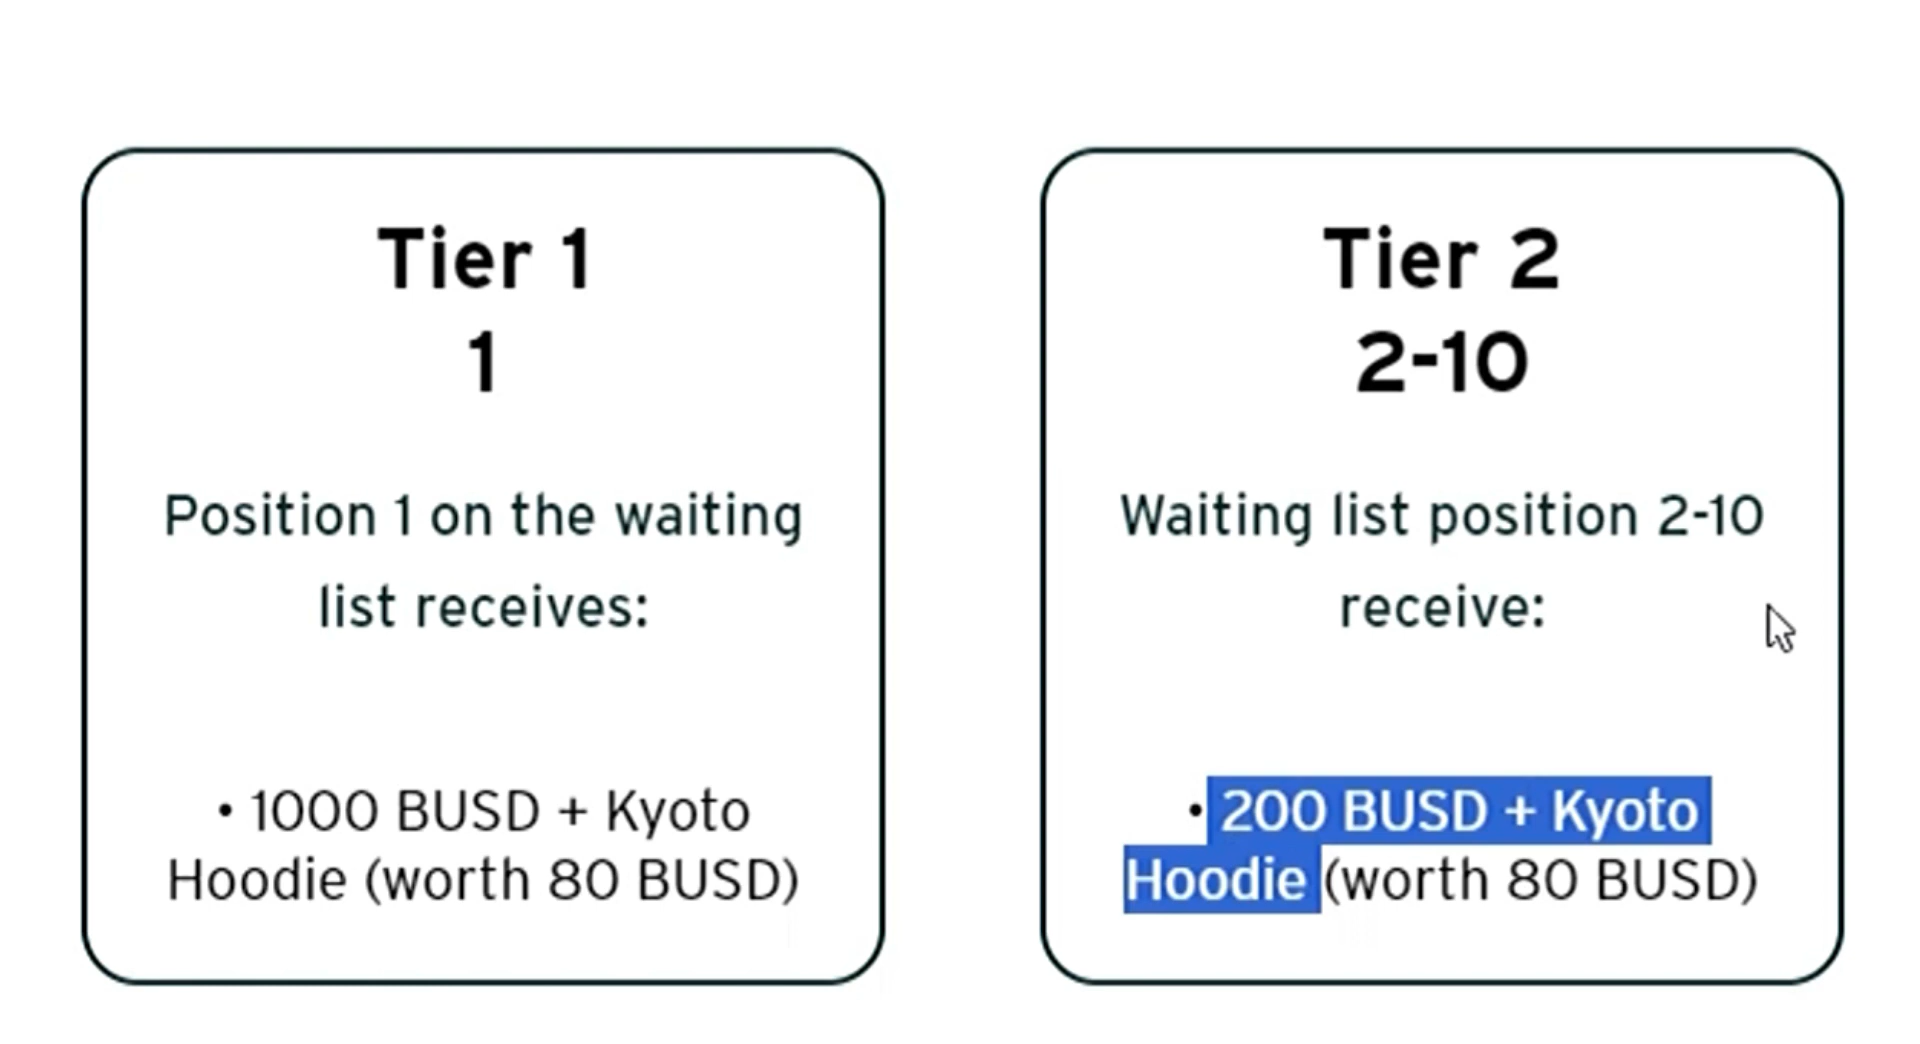 Tier 1
1
Position 1 on the waiting
list receives:
• 1000 BUSD + Kyoto
Hoodie (worth 80 BUSD)
Tier 2
2-10
Waiting list position 2-10
receive:
• 200 BUSD + Kyoto
Hoodie (worth 80 BUSD)